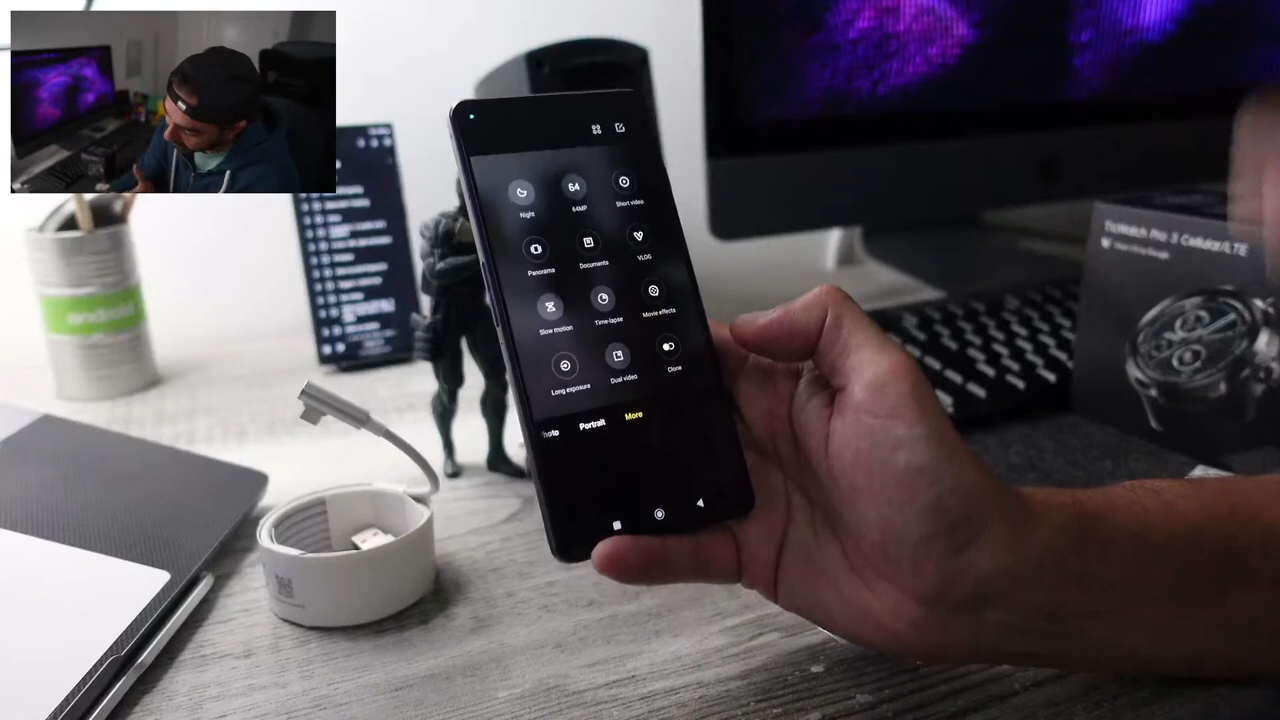 Night
64
64MP
Short video
Panorama
Documents
VLOG
Slow motion
Time-lapse
Movie effects
Long exposure
Dual video
Clone
hoto
Portrait
More
android
TicWatch Pro 3 Cellular/LTE